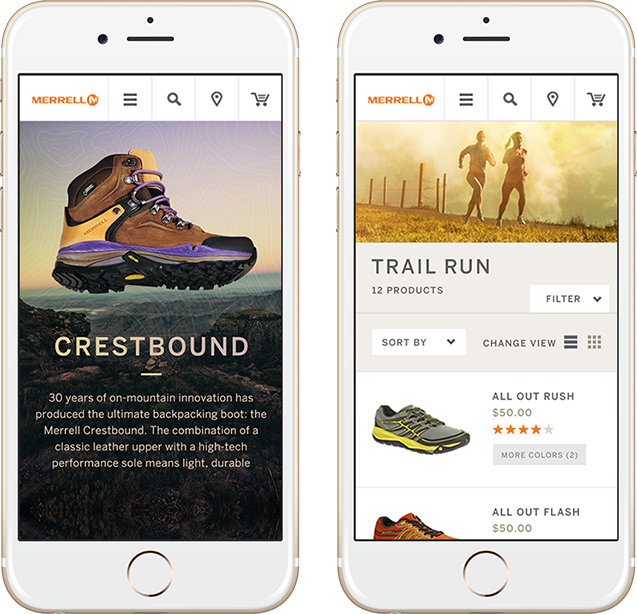 MERRELL
MERRELL
CRESTBOUND
30 years of on-mountain innovation has
produced the ultimate backpacking boot: the
Merrell Crestbound. The combination of a
classic leather upper with a high-tech
performance sole means light, durable
MERRELL
TRAIL RUN
12 PRODUCTS
FILTER
SORT BY
CHANGE VIEW
ALL OUT RUSH
$50.00
MORE COLORS (2)
ALL OUT FLASH
$50.00